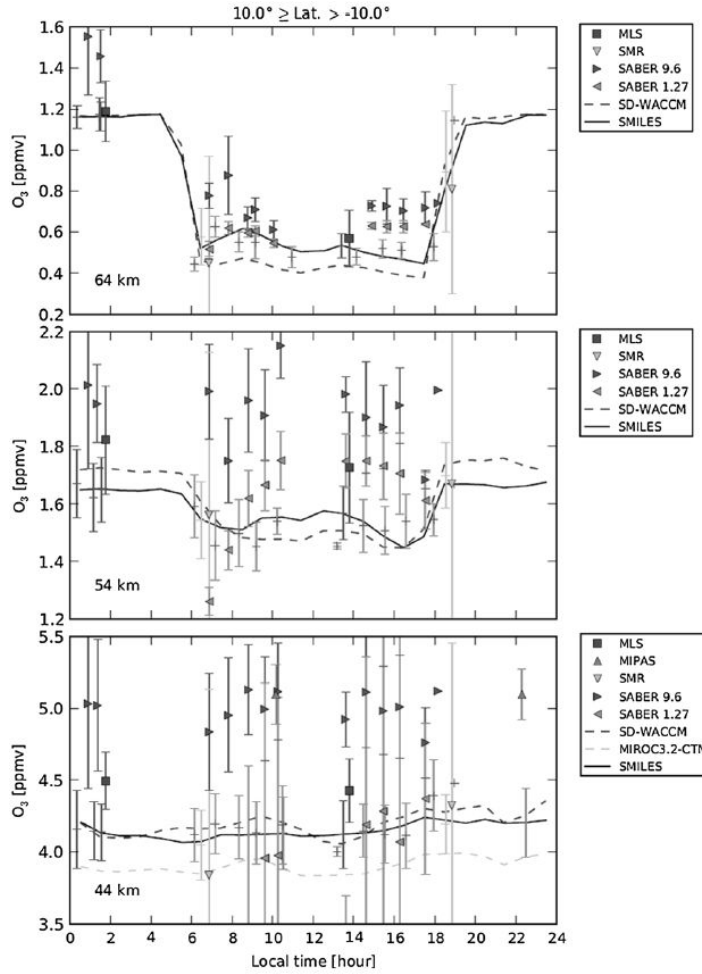 10.0° ≥ Lat. > -10.0°
1.6
1.4
1.2
1.0
0.8
0.6
0.4
0.2
O₃ [ppmv]
64 km
MLS
SMR
SABER 9.6
SABER 1.27
SD-WACCM
SMILES
2.2
2.0
1.8
1.6
1.4
1.2
O₃ [ppmv]
54 km
MLS
SMR
SABER 9.6
SABER 1.27
SD-WACCM
SMILES
5.5
5.0
4.5
4.0
3.5
O₃ [ppmv]
44 km
MLS
MIPAS
SMR
SABER 9.6
SABER 1.27
SD-WACCM
MIROC3.2-CTM
SMILES
0 2 4 6 8 10 12 14 16 18 20 22 24
Local time [hour]